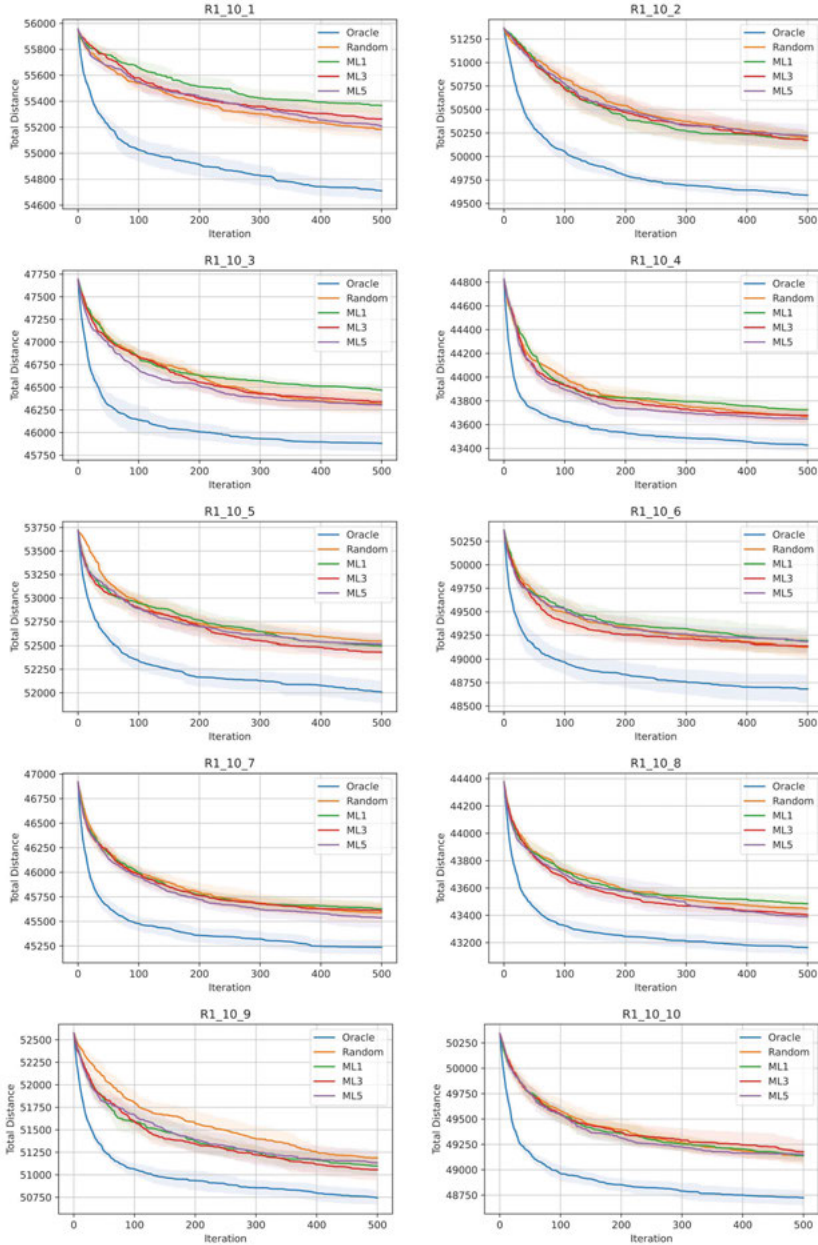 R1_10_1
Total Distance
56000
55800
55600
55400
55200
55000
54800
54600
0 100 200 300 400 500
Iteration
Oracle
Random
ML1
ML3
ML5
R1_10_2
Total Distance
51250
51000
50750
50500
50250
50000
49750
49500
0 100 200 300 400 500
Iteration
Oracle
Random
ML1
ML3
ML5
R1_10_3
Total Distance
47750
47500
47250
47000
46750
46500
46250
46000
45750
0 100 200 300 400 500
Iteration
Oracle
Random
ML1
ML3
ML5
R1_10_4
Total Distance
44800
44600
44400
44200
44000
43800
43600
43400
0 100 200 300 400 500
Iteration
Oracle
Random
ML1
ML3
ML5
R1_10_5
Total Distance
53750
53500
53250
53000
52750
52500
52250
52000
0 100 200 300 400 500
Iteration
Oracle
Random
ML1
ML3
ML5
R1_10_6
Total Distance
50250
50000
49750
49500
49250
49000
48750
48500
0 100 200 300 400 500
Iteration
Oracle
Random
ML1
ML3
ML5
R1_10_7
Total Distance
47000
46750
46500
46250
46000
45750
45500
45250
0 100 200 300 400 500
Iteration
Oracle
Random
ML1
ML3
ML5
R1_10_8
Total Distance
44400
44200
44000
43800
43600
43400
43200
0 100 200 300 400 500
Iteration
Oracle
Random
ML1
ML3
ML5
R1_10_9
Total Distance
52500
52250
52000
51750
51500
51250
51000
50750
0 100 200 300 400 500
Iteration
Oracle
Random
ML1
ML3
ML5
R1_10_10
Total Distance
50250
50000
49750
49500
49250
49000
48750
0 100 200 300 400 500
Iteration
Oracle
Random
ML1
ML3
ML5